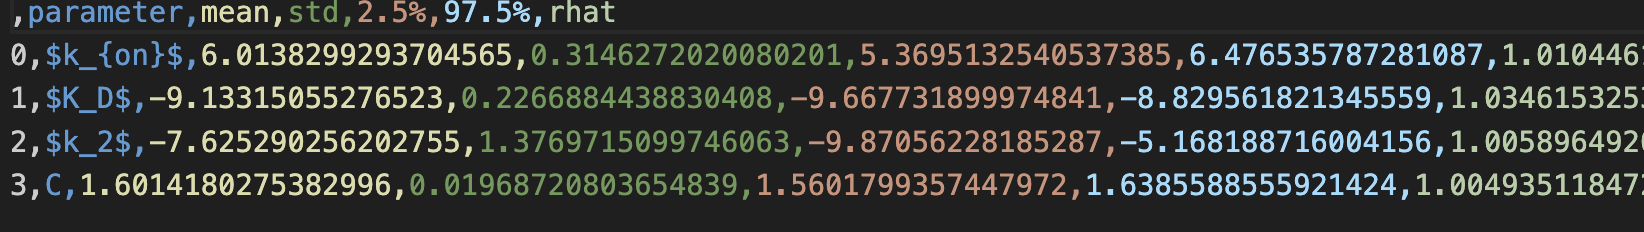 ,parameter,mean,std,2.5%,97.5%,rhat
0,$k_{on}$,6.0138299293704565,0.3146272020080201,5.3695132540537385,6.476535787281087,1.010446
1,$K_D$,-9.13315055276523,0.2266884438830408,-9.667731899974841,-8.829561821345559,1.034615325
2,$k_2$,-7.625290256202755,1.3769715099746063,-9.87056228185287,-5.168188716004156,1.005896492
3,C,1.6014180275382996,0.01968720803654839,1.5601799357447972,1.6385588555921424,1.00493511847